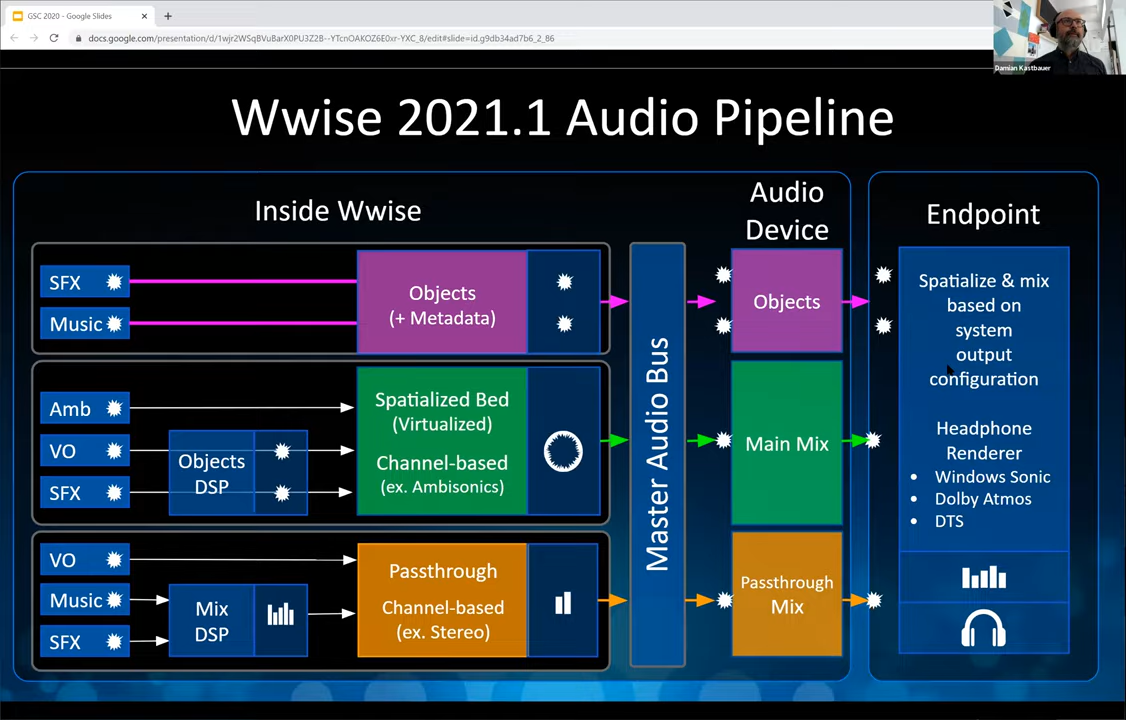 GSC 2020 - Google Slides
docs.google.com/presentation/d/1wjr2WSqBVu8arX0PU3Z2B--YTcnOAKOZ6E0xr-YXC_8/edit#slide=id.g9db34ad7b6_2_86
Damian Kastbauer
Wwise 2021.1 Audio Pipeline
Inside Wwise
Audio
Device
Endpoint
SFX
Music
Objects
(+ Metadata)
Objects
Amb
VO
SFX
Objects
DSP
Spatialized Bed
(Virtualized)
Channel-based
(ex. Ambisonics)
Master Audio Bus
Main Mix
VO
Music
SFX
Mix
DSP
Passthrough
Channel-based
(ex. Stereo)
Passthrough
Mix
Spatialize & mix
based on
system
output
configuration
Headphone
Renderer
• Windows Sonic
• Dolby Atmos
• DTS